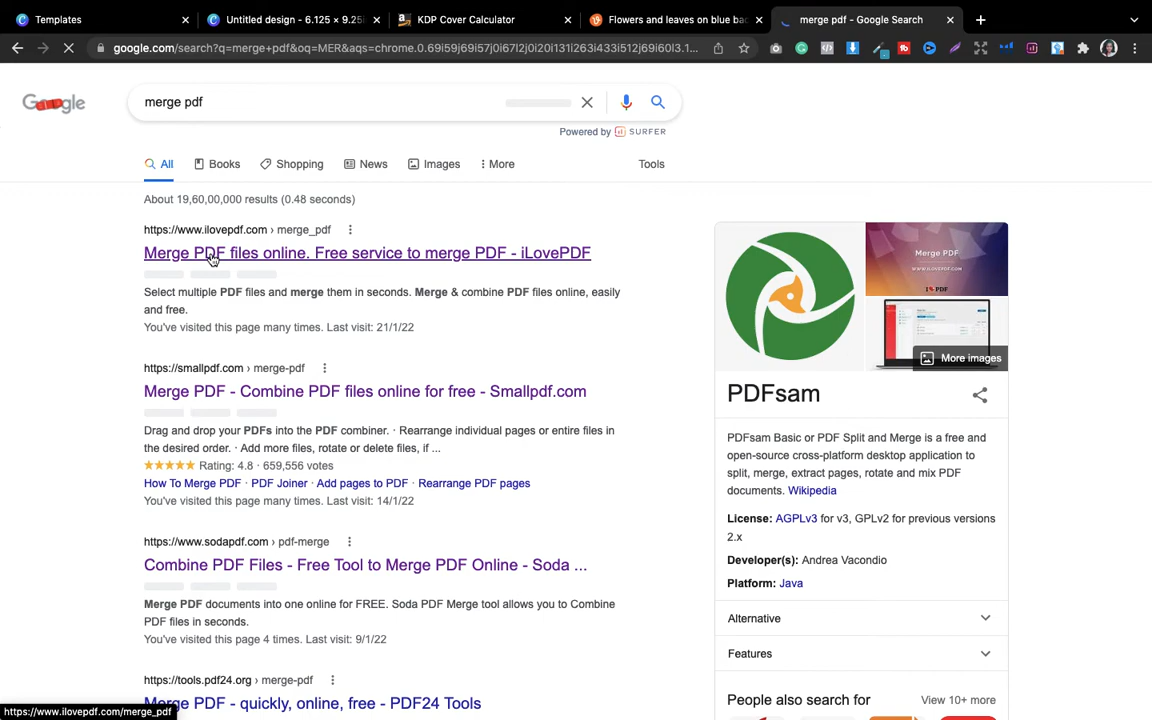 Templates
Untitled design - 6.125 × 9.25
KDP Cover Calculator
Flowers and leaves on blue ba
merge pdf - Google Search
google.com/search?q=merge+pdf&oq=MER&aqs=chrome.0.69i59l69i57j0i67l2j0i20i131i263i433i512j69i60l3.1...
Google
merge pdf
Powered by SURFER
All
Books
Shopping
News
Images
More
Tools
About 19,60,00,000 results (0.48 seconds)
https://www.ilovepdf.com › merge_pdf
Merge PDF files online. Free service to merge PDF - iLovePDF
Select multiple PDF files and merge them in seconds. Merge & combine PDF files online, easily
and free.
You've visited this page many times. Last visit: 21/1/22
https://smallpdf.com › merge-pdf
Merge PDF - Combine PDF files online for free - Smallpdf.com
Drag and drop your PDFs into the PDF combiner. · Rearrange individual pages or entire files in
the desired order. · Add more files, rotate or delete files, if ...
Rating: 4.8 · 659,556 votes
How To Merge PDF · PDF Joiner · Add pages to PDF · Rearrange PDF pages
You've visited this page many times. Last visit: 14/1/22
https://www.sodapdf.com › pdf-merge
Combine PDF Files - Free Tool to Merge PDF Online - Soda ...
Merge PDF documents into one online for FREE. Soda PDF Merge tool allows you to Combine
PDF files in seconds.
You've visited this page 4 times. Last visit: 9/1/22
https://tools.pdf24.org › merge-pdf
Merge PDF - quickly, online, free - PDF24 Tools
https://www.ilovepdf.com/merge_pdf
Merge PDF
WWW.ILOVEPDF.COM
I PDF
More images
PDFsam
PDFsam Basic or PDF Split and Merge is a free and
open-source cross-platform desktop application to
split, merge, extract pages, rotate and mix PDF
documents. Wikipedia
License: AGPLv3 for v3, GPLv2 for previous versions
2.x
Developer(s): Andrea Vacondio
Platform: Java
Alternative
Features
People also search for
View 10+ more